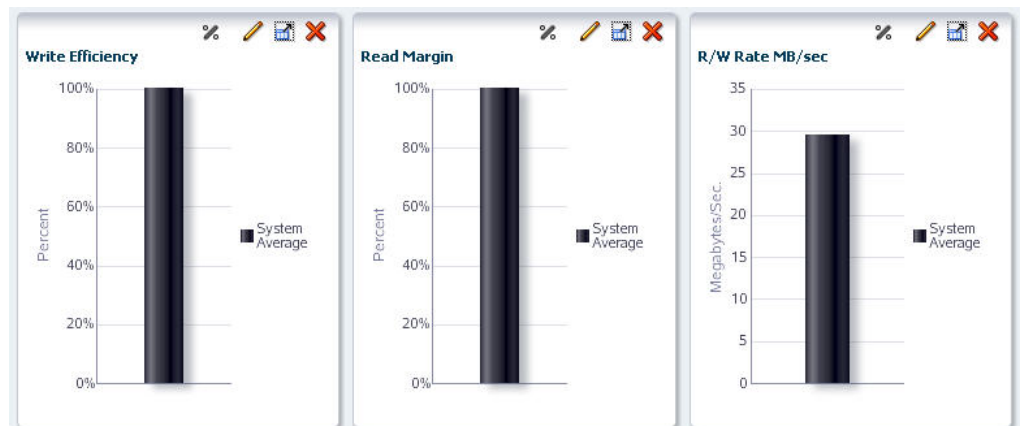 Write Efficiency
100%
80%
60%
40%
20%
0%
Percent
System
Average
Read Margin
100%
80%
60%
40%
20%
0%
Percent
System
Average
R/W Rate MB/sec
35
30
25
20
15
10
5
0
Megabytes/Sec.
System
Average